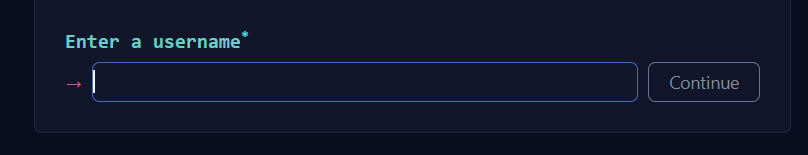 Enter a username*
→ Continue